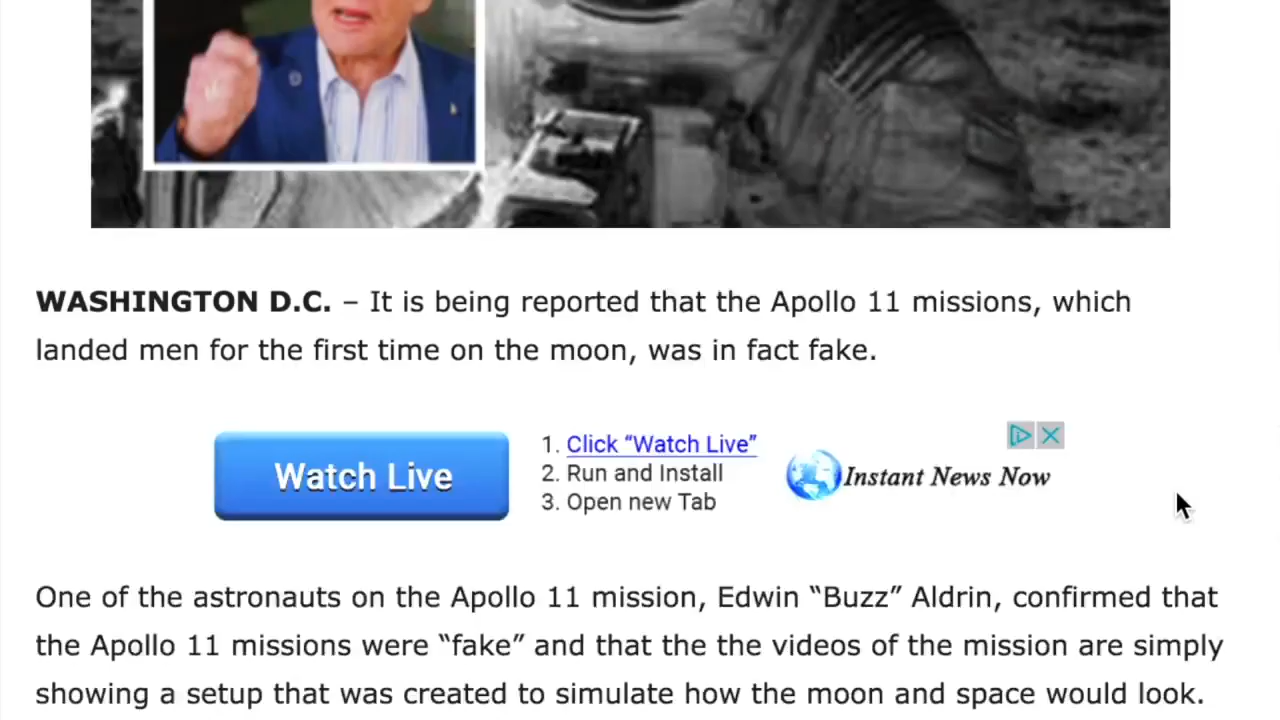 WASHINGTON D.C. – It is being reported that the Apollo 11 missions, which
landed men for the first time on the moon, was in fact fake.
Watch Live
1. Click “Watch Live”
2. Run and Install
3. Open new Tab
Instant News Now
One of the astronauts on the Apollo 11 mission, Edwin “Buzz” Aldrin, confirmed that
the Apollo 11 missions were “fake” and that the the videos of the mission are simply
showing a setup that was created to simulate how the moon and space would look.